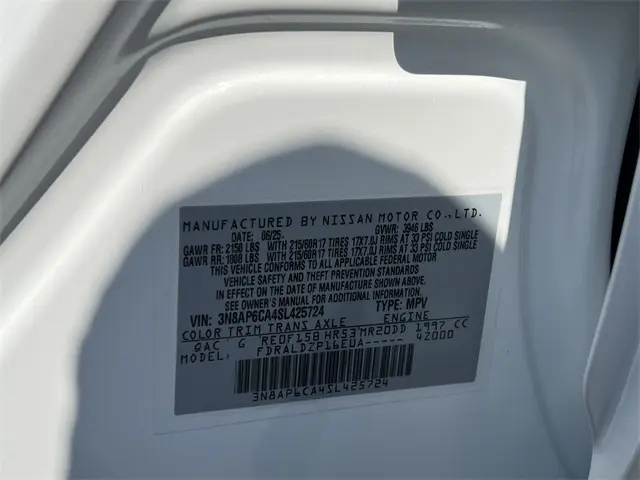 MANUFACTURED BY NISSAN MOTOR CO.,LTD.
DATE: 06/25. GVWR: 3946 LBS
GAWR FR: 2151 LBS WITH 215/60R17 TIRES 17X7.0J RIMS AT 33 PSI COLD SINGLE
GAWR RR: LBS WITH 215/60R17 TIRES 17X7.0J RIMS AT 33 PSI COLD SINGLE
THIS VEHICLE CONFORMS TO ALL APPLICABLE FEDERAL MOTOR
VEHICLE SAFETY AND THEFT PREVENTION STANDARDS
IN EFFECT ON THE DATE OF MANUFACTURE SHOWN ABOVE.
SEE OWNER'S MANUAL FOR ADDITIONAL INFORMATION.
VIN: 3N8AP6CA4SL425724 TYPE: MPV
COLOR TRIM TRANS AXLE ENGINE
QAC G RE0F15B HR53 MR20DD 1997 CC
MODEL: FDRALDZP16EUA----- 42000
3N8AP6CA4SL425724